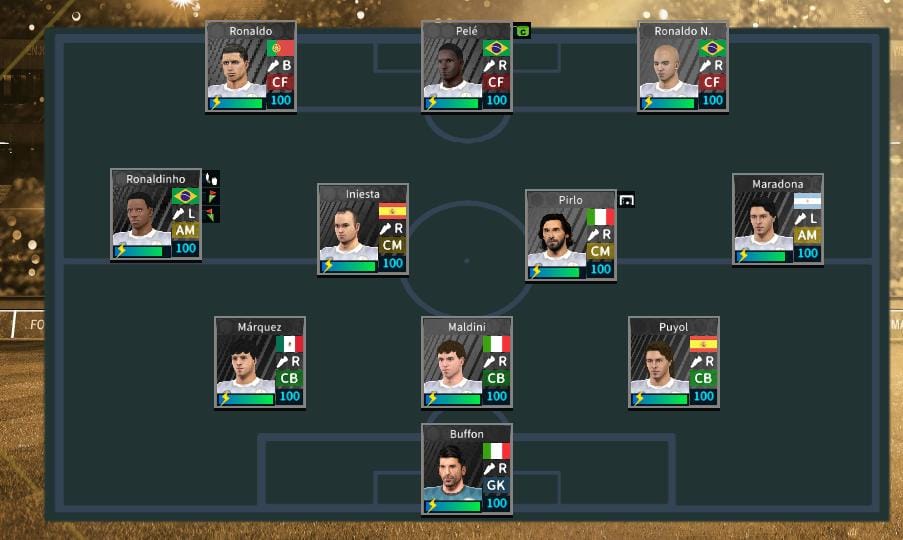 Ronaldo
B
CF
100
Pelé
C
R
CF
100
Ronaldo N.
R
CF
100
Ronaldinho
L
AM
100
Iniesta
R
CM
100
Pirlo
R
CM
100
Maradona
L
AM
100
Márquez
R
CB
100
Maldini
R
CB
100
Puyol
R
CB
100
Buffon
R
GK
100
FO